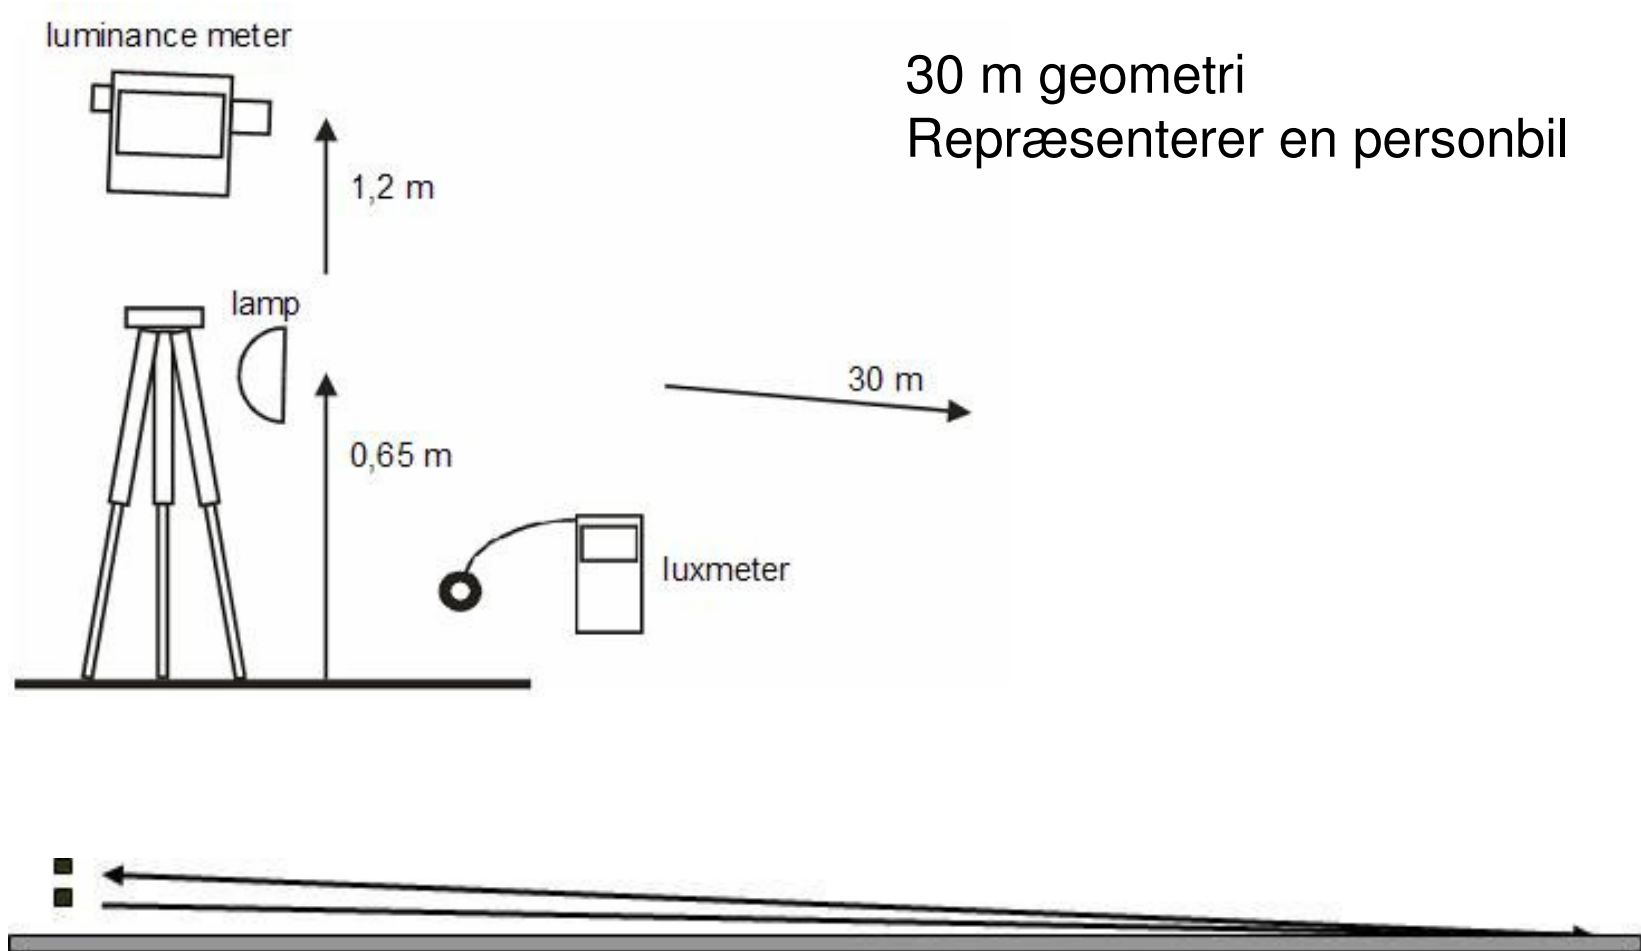 luminance meter
30 m geometri
Repræsenterer en personbil
1,2 m
lamp
30 m
0,65 m
luxmeter